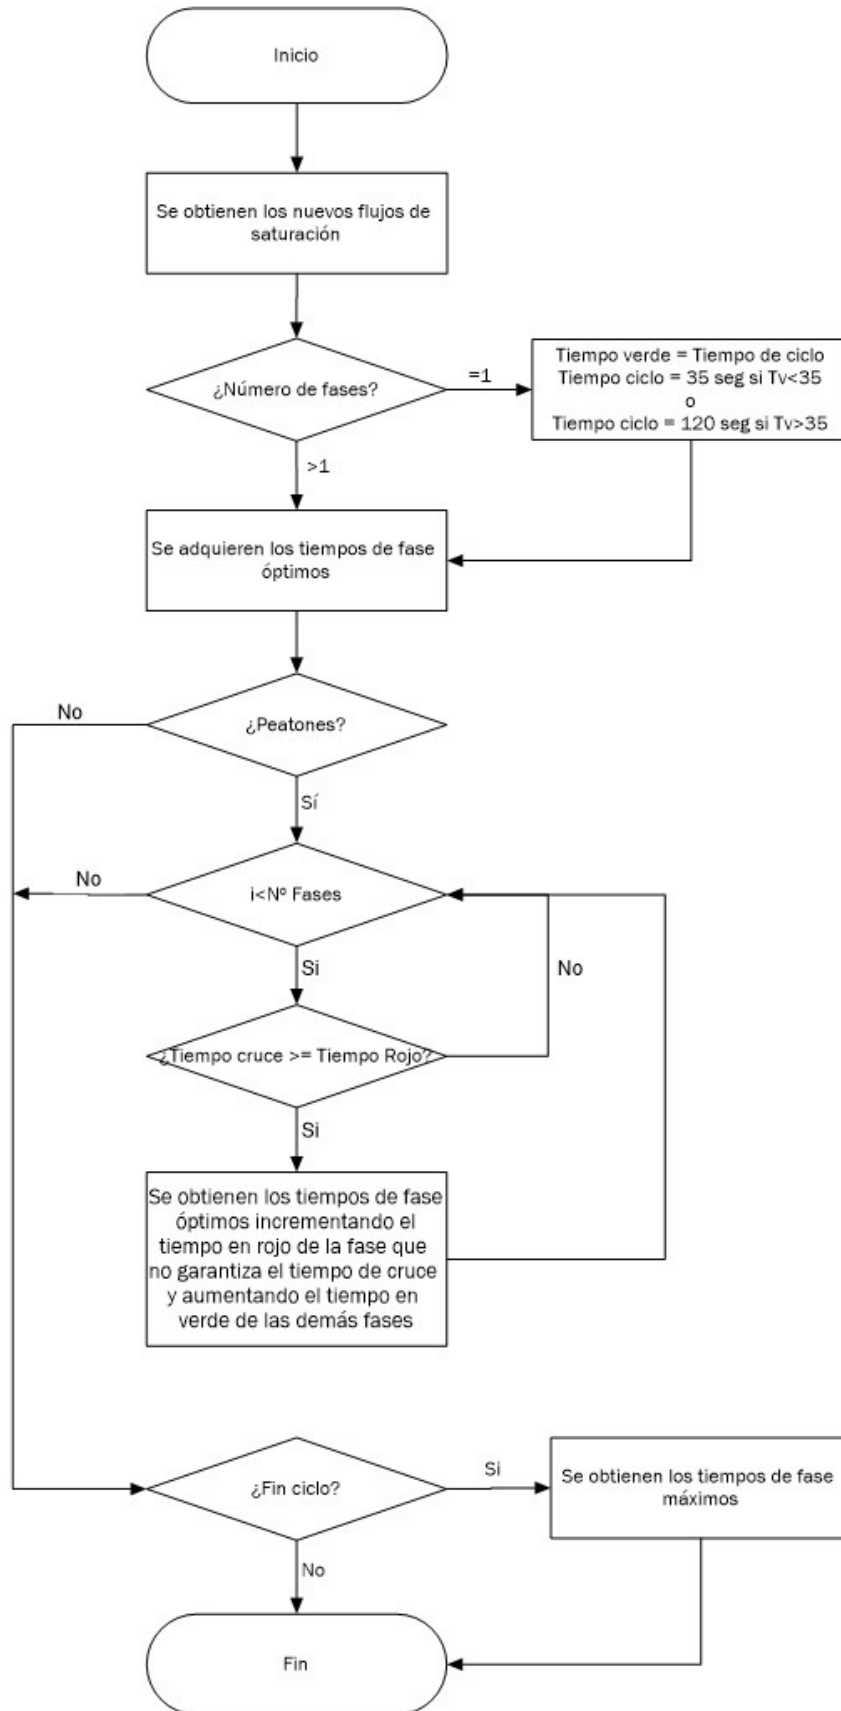 Inicio
Se obtienen los nuevos flujos de
saturación
¿Número de fases?
=1
Tiempo verde = Tiempo de ciclo
Tiempo ciclo = 35 seg si Tv<35
o
Tiempo ciclo = 120 seg si Tv>35
>1
Se adquieren los tiempos de fase
óptimos
No
¿Peatones?
Sí
No
i<Nº Fases
Si
No
¿Tiempo cruce >= Tiempo Rojo?
Si
Se obtienen los tiempos de fase
óptimos incrementando el
tiempo en rojo de la fase que
no garantiza el tiempo de cruce
y aumentando el tiempo en
verde de las demás fases
¿Fin ciclo?
Si
Se obtienen los tiempos de fase
máximos
No
Fin